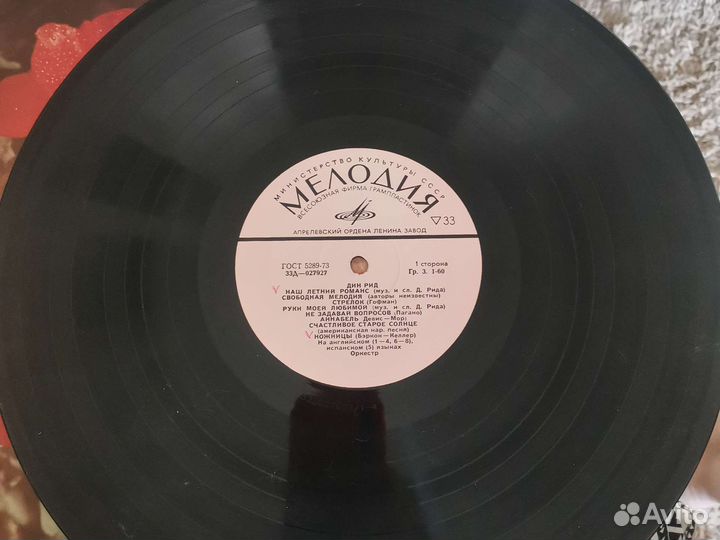 МИНИСТЕРСТВО КУЛЬТУРЫ СССР
МЕЛОДИЯ
ВСЕСОЮЗНАЯ ФИРМА ГРАМПЛАСТИНОК
▽33
АПРЕЛЕВСКИЙ ОРДЕНА ЛЕНИНА ЗАВОД
ГОСТ 5289-73
33Д—027927
1 сторона
Гр. 3. 1-60
ДИН РИД
НАШ ЛЕТНИЙ РОМАНС (муз. и сл. Д. Рида)
СВОБОДНАЯ МЕЛОДИЯ (авторы неизвестны)
СТРЕЛОК (Гофман)
РУКИ МОЕЙ ЛЮБИМОЙ (муз. и сл. Д. Рида)
НЕ ЗАДАВАЙ ВОПРОСОВ (Пагано)
АННАБЕЛЬ Девис—Мор)
СЧАСТЛИВОЕ СТАРОЕ СОЛНЦЕ
(американская нар. песня)
НОЖНИЦЫ (Бэркон—Келлер)
На английском (1—4, 6—8),
испанском (5) языках
Оркестр
Avito